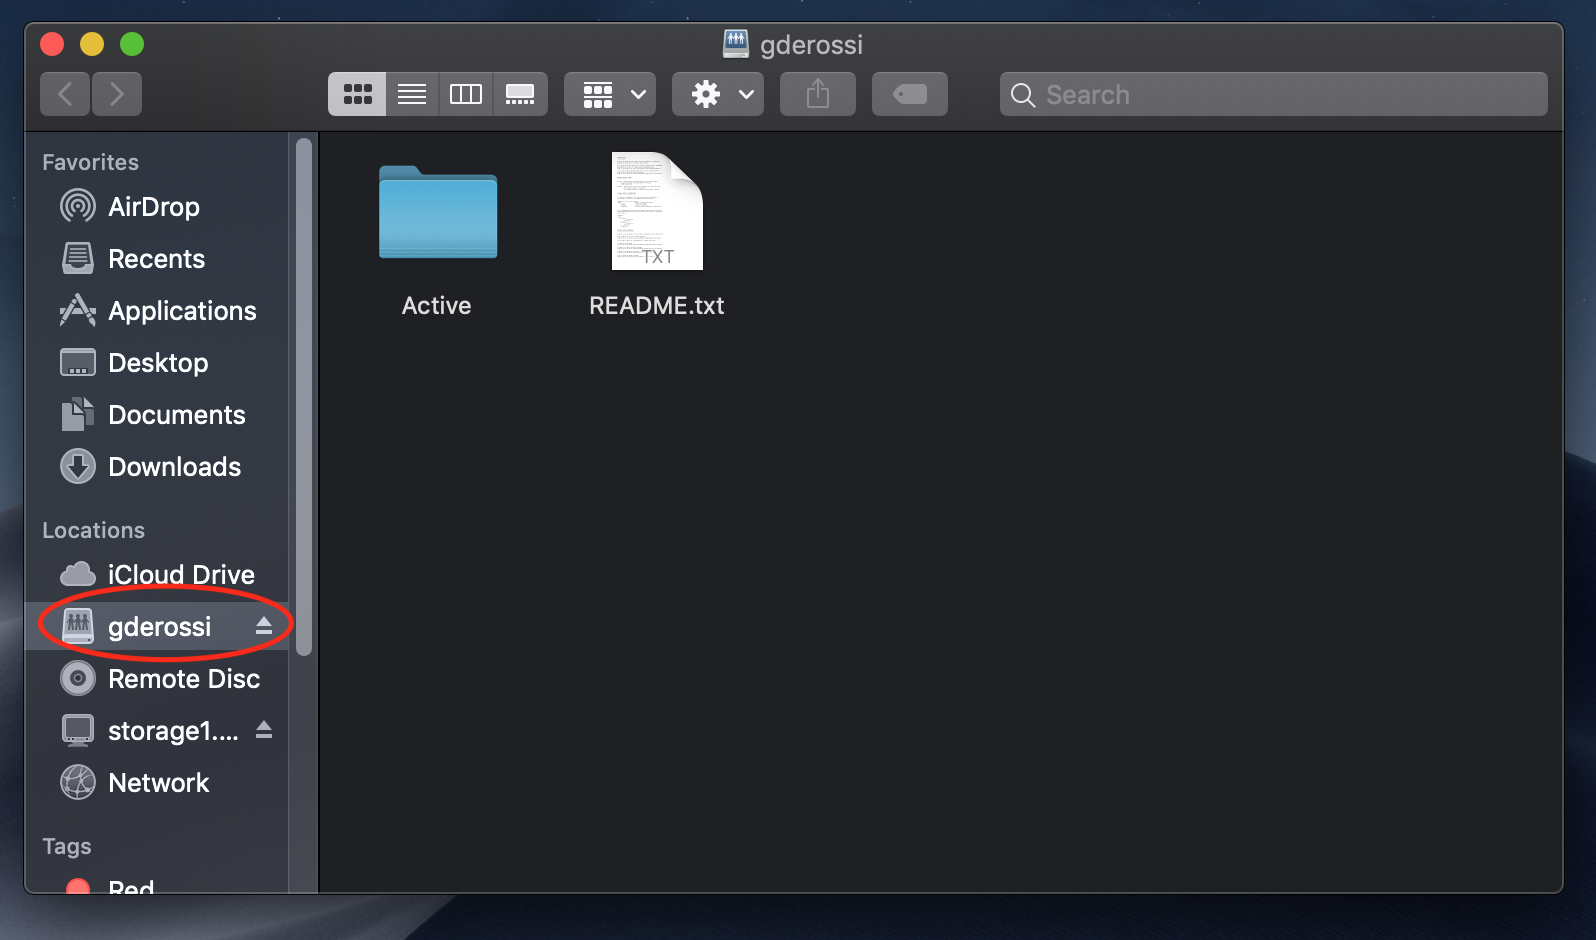 gderossi
Search
Favorites
AirDrop
Recents
Applications
Desktop
Documents
Downloads
Locations
iCloud Drive
gderossi
Remote Disc
storage1....
Network
Tags
Red
TXT
Active
README.txt